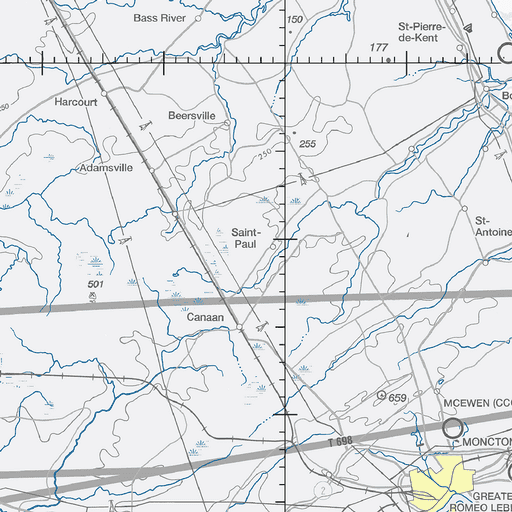 Bass River
150
St-Pierre-
de-Kent
177
250
Harcourt
Beersville
250
255
Adamsville
Saint-
Paul
St-
Antoine
501
Canaan
659
MCEWEN (CC
T 698
MONCTON
?
GREATE
ROMEO LEB